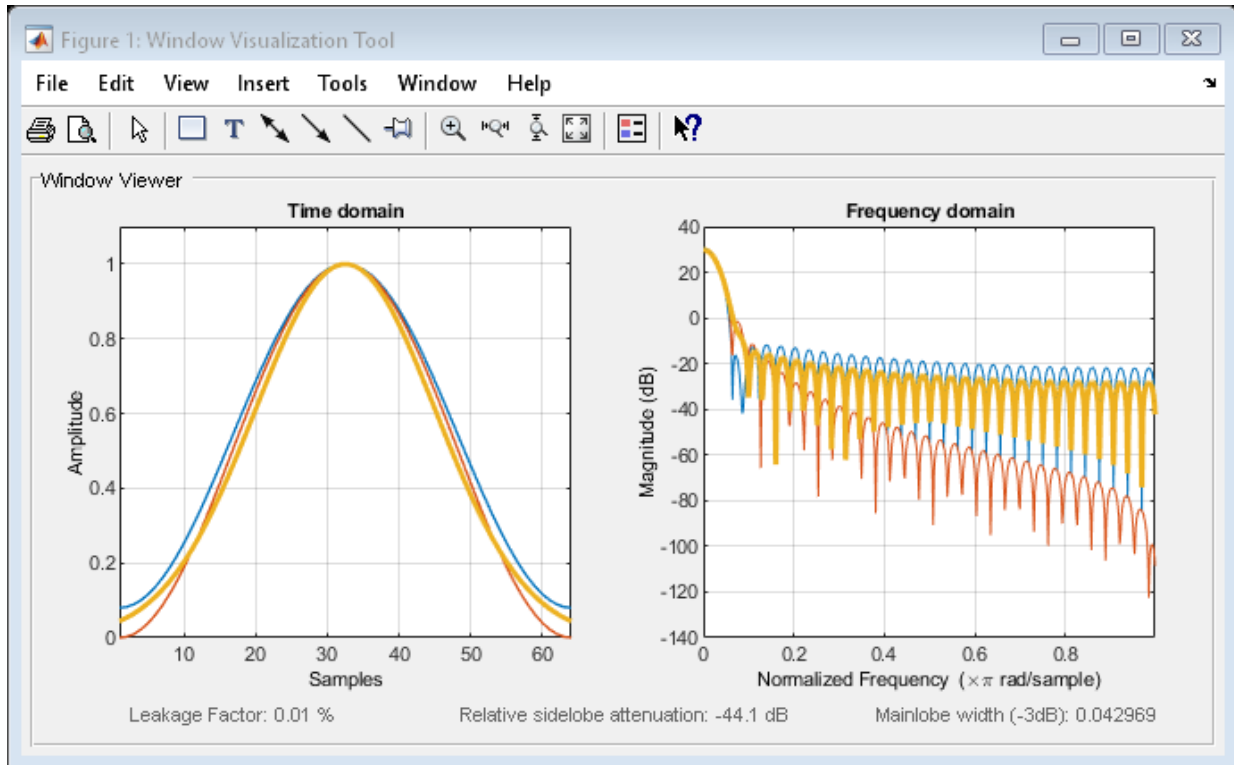 Figure 1: Window Visualization Tool
File Edit View Insert Tools Window Help
T
?
Window Viewer
Time domain
1
0.8
0.6
0.4
0.2
0
Amplitude
10 20 30 40 50 60
Samples
Frequency domain
40
20
0
-20
-40
-60
-80
-100
-120
-140
Magnitude (dB)
0 0.2 0.4 0.6 0.8
Normalized Frequency (×π rad/sample)
Leakage Factor: 0.01 %
Relative sidelobe attenuation: -44.1 dB
Mainlobe width (-3dB): 0.042969